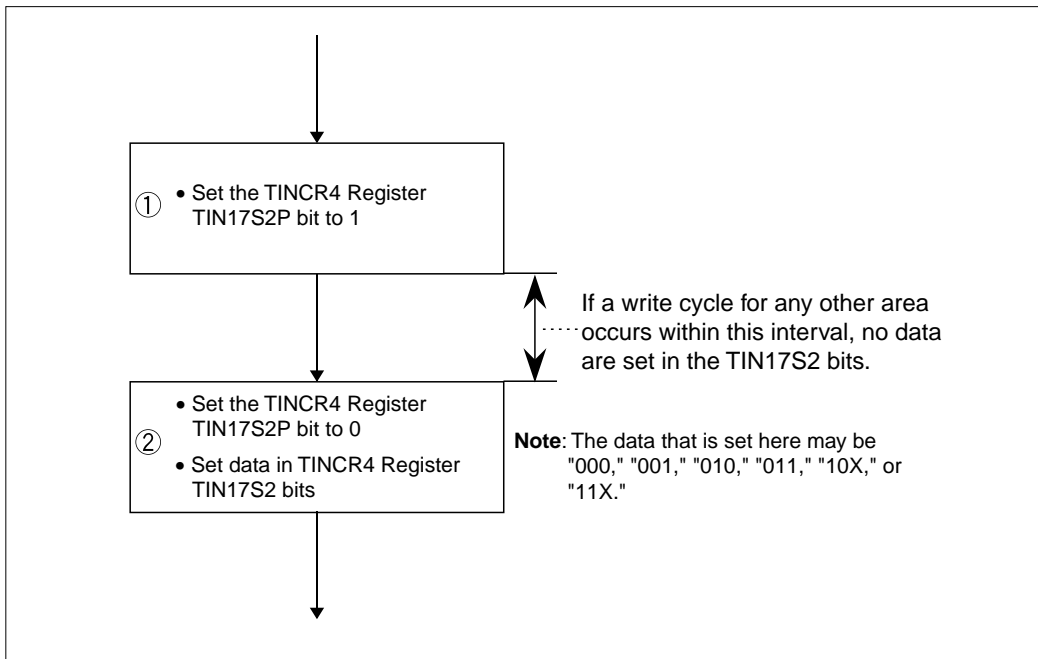 ① • Set the TINCR4 Register
TIN17S2P bit to 1
If a write cycle for any other area
occurs within this interval, no data
are set in the TIN17S2 bits.
② • Set the TINCR4 Register
TIN17S2P bit to 0
• Set data in TINCR4 Register
TIN17S2 bits
Note: The data that is set here may be
"000," "001," "010," "011," "10X," or
"11X."